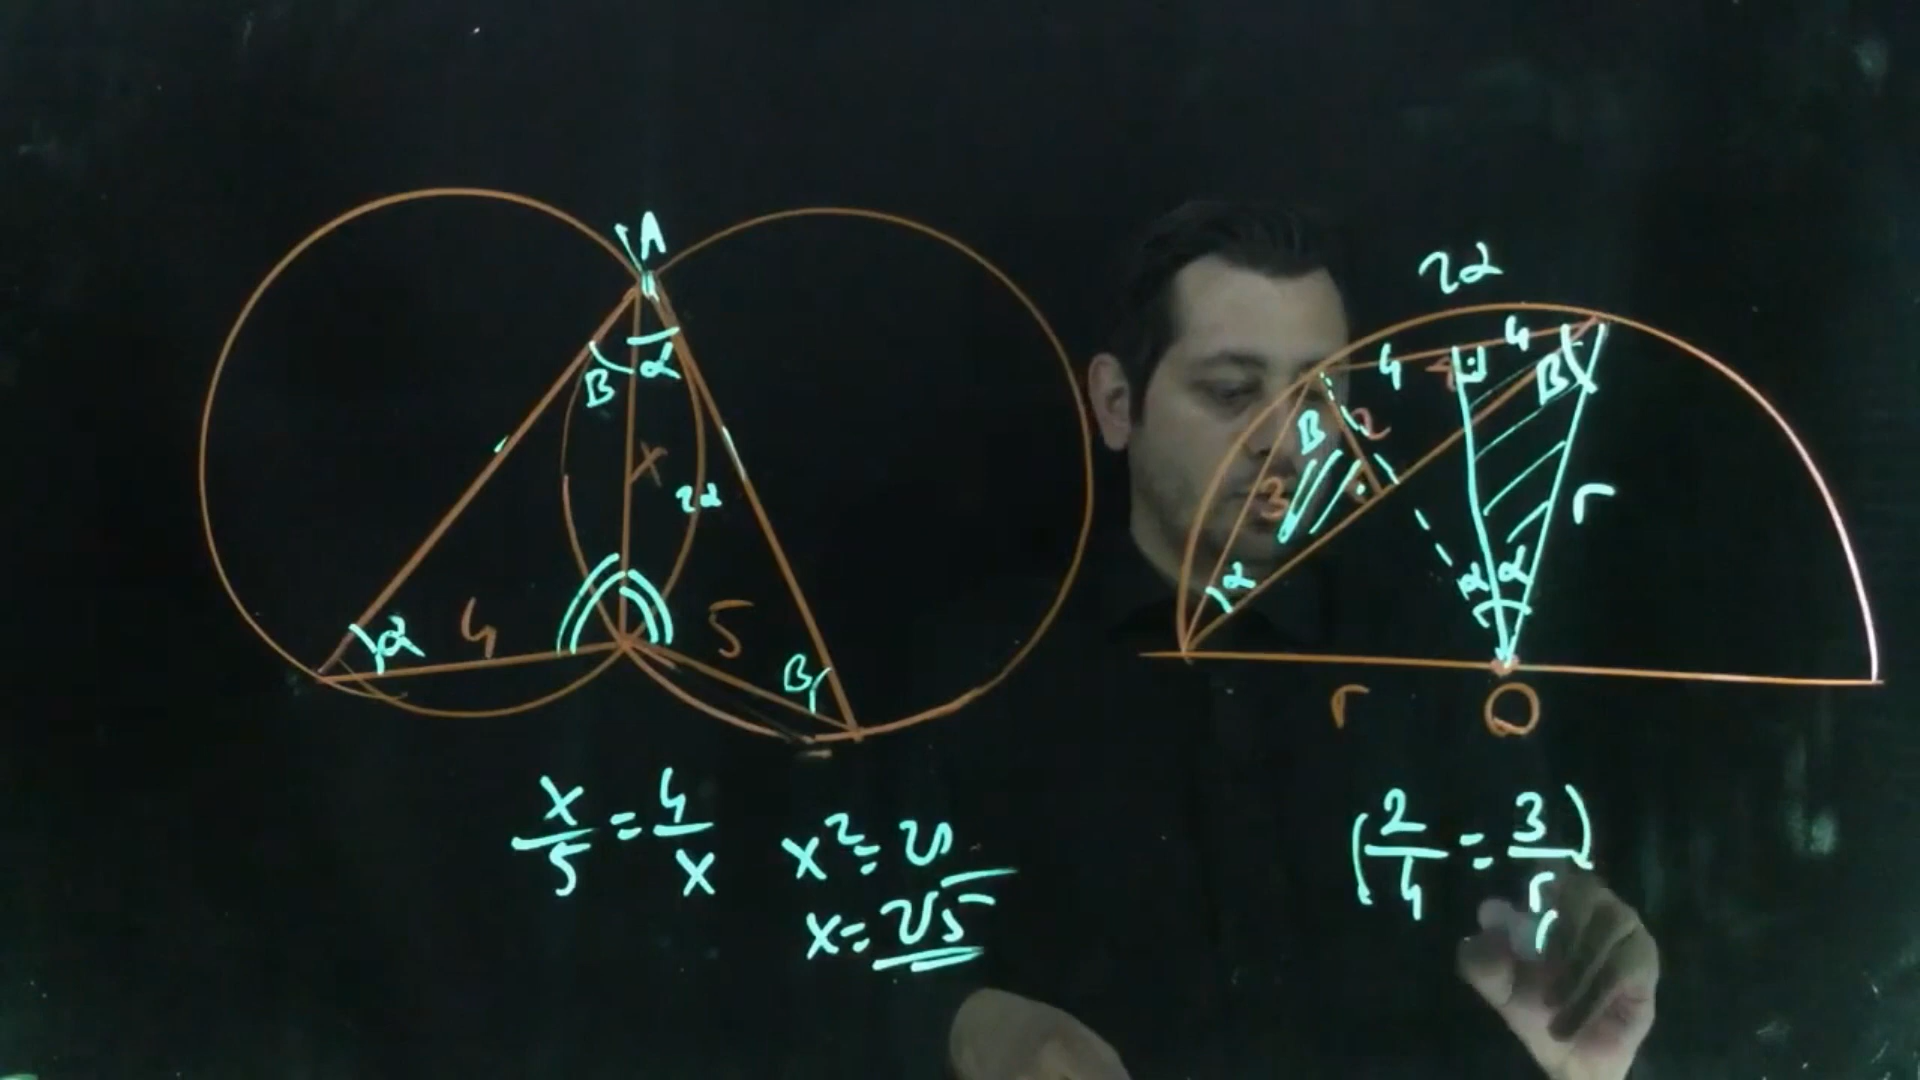 A
2α
B α
4 4 B
B 2
x 2α
3 r
α
α α
α 4 5 B
r O
x/5 = 4/x
x² = 20
x = 2√5
(2/4 = 3/r)